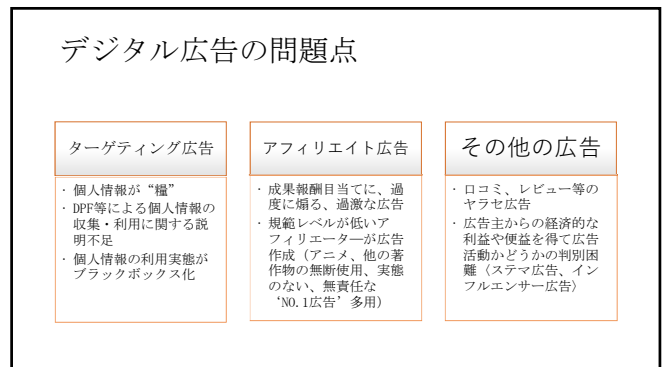 デジタル広告の問題点
ターゲティング広告
・個人情報が“糧”
・DPF等による個人情報の
収集・利用に関する説
明不足
・個人情報の利用実態が
ブラックボックス化
アフィリエイト広告
・成果報酬目当てに、過
度に煽る、過激な広告
・規範レベルが低いア
フィリエーター―が広告
作成（アニメ、他の著
作物の無断使用、実態
のない、無責任な
‘NO.1広告’多用）
その他の広告
・口コミ、レビュー等の
ヤラセ広告
・広告主からの経済的な
利益や便益を得て広告
活動かどうかの判別困
難（ステマ広告、イン
フルエンサー広告）